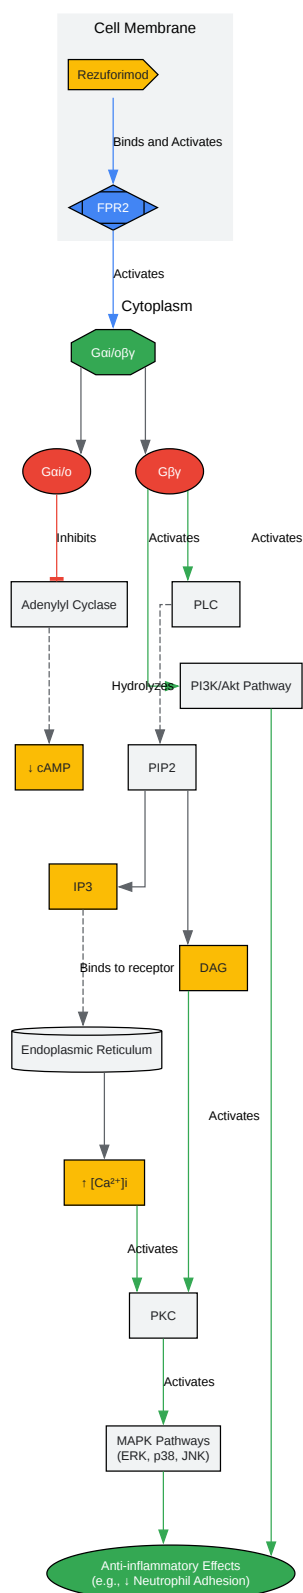 Cell Membrane
Rezuforimod
Binds and Activates
FPR2
Activates
Cytoplasm
Gαi/oβγ
Gαi/o
Gβγ
Inhibits
Activates
Activates
Adenylyl Cyclase
PLC
Hydrolyzes
PI3K/Akt Pathway
↓ cAMP
PIP2
IP3
Binds to receptor
DAG
Endoplasmic Reticulum
Activates
↑ [Ca²⁺]i
Activates
PKC
Activates
MAPK Pathways
(ERK, p38, JNK)
Anti-inflammatory Effects
(e.g., ↓ Neutrophil Adhesion)